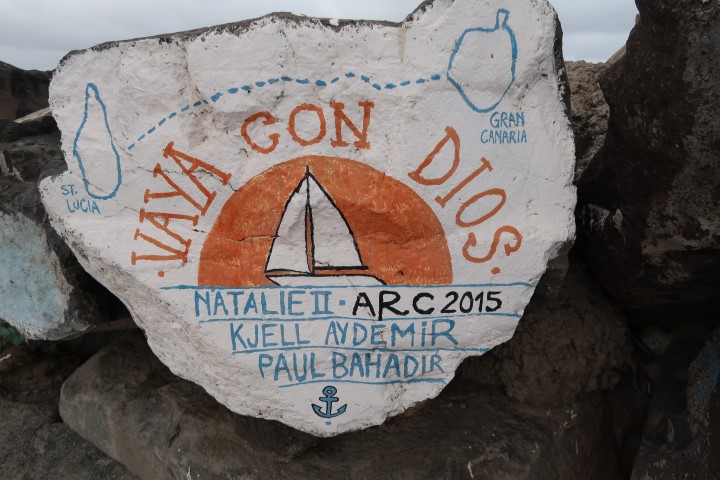 GRAN
CANARIA
ST.
LUCIA
·VAYA CON DIOS·
NATALIE II · ARC 2015
KJELL AYDEMIR
PAUL BAHADIR